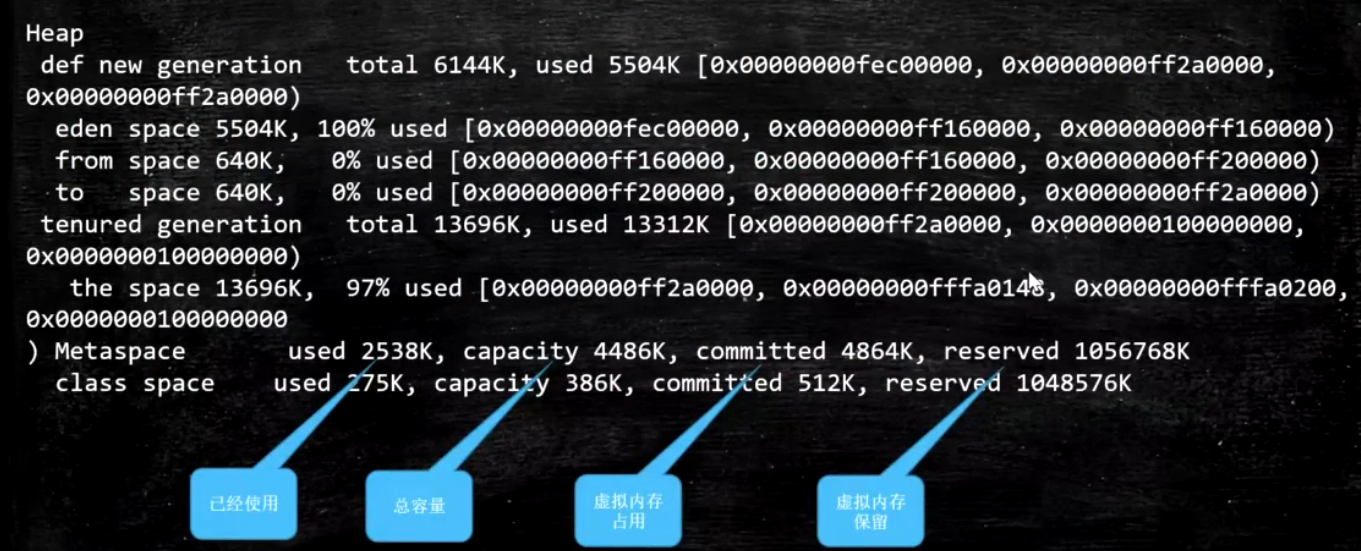 Heap
def new generation total 6144K, used 5504K [0x00000000fec00000, 0x00000000ff2a0000,
0x00000000ff2a0000)
eden space 5504K, 100% used [0x00000000fec00000, 0x00000000ff160000, 0x00000000ff160000)
from space 640K, 0% used [0x00000000ff160000, 0x00000000ff160000, 0x00000000ff200000)
to space 640K, 0% used [0x00000000ff200000, 0x00000000ff200000, 0x00000000ff2a0000)
tenured generation total 13696K, used 13312K [0x00000000ff2a0000, 0x0000000100000000,
0x0000000100000000)
the space 13696K, 97% used [0x00000000ff2a0000, 0x00000000fffa0148, 0x00000000fffa0200,
0x0000000100000000
) Metaspace used 2538K, capacity 4486K, committed 4864K, reserved 1056768K
class space used 275K, capacity 386K, committed 512K, reserved 1048576K
已经使用
总容量
虚拟内存
占用
虚拟内存
保留